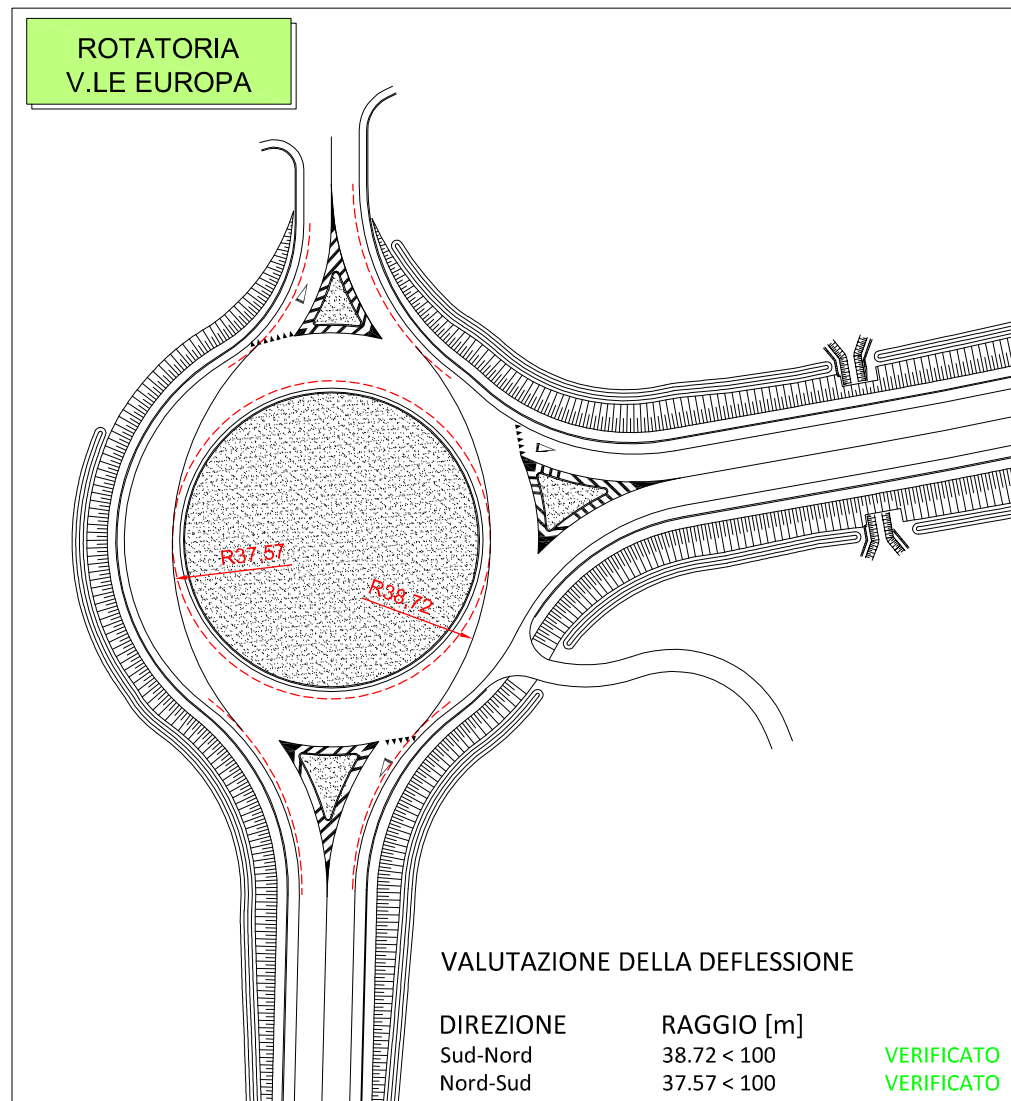 ROTATORIA
V.LE EUROPA
R37,57
R38,72
VALUTAZIONE DELLA DEFLESSIONE
DIREZIONE RAGGIO [m]
Sud-Nord 38.72 < 100 VERIFICATO
Nord-Sud 37.57 < 100 VERIFICATO